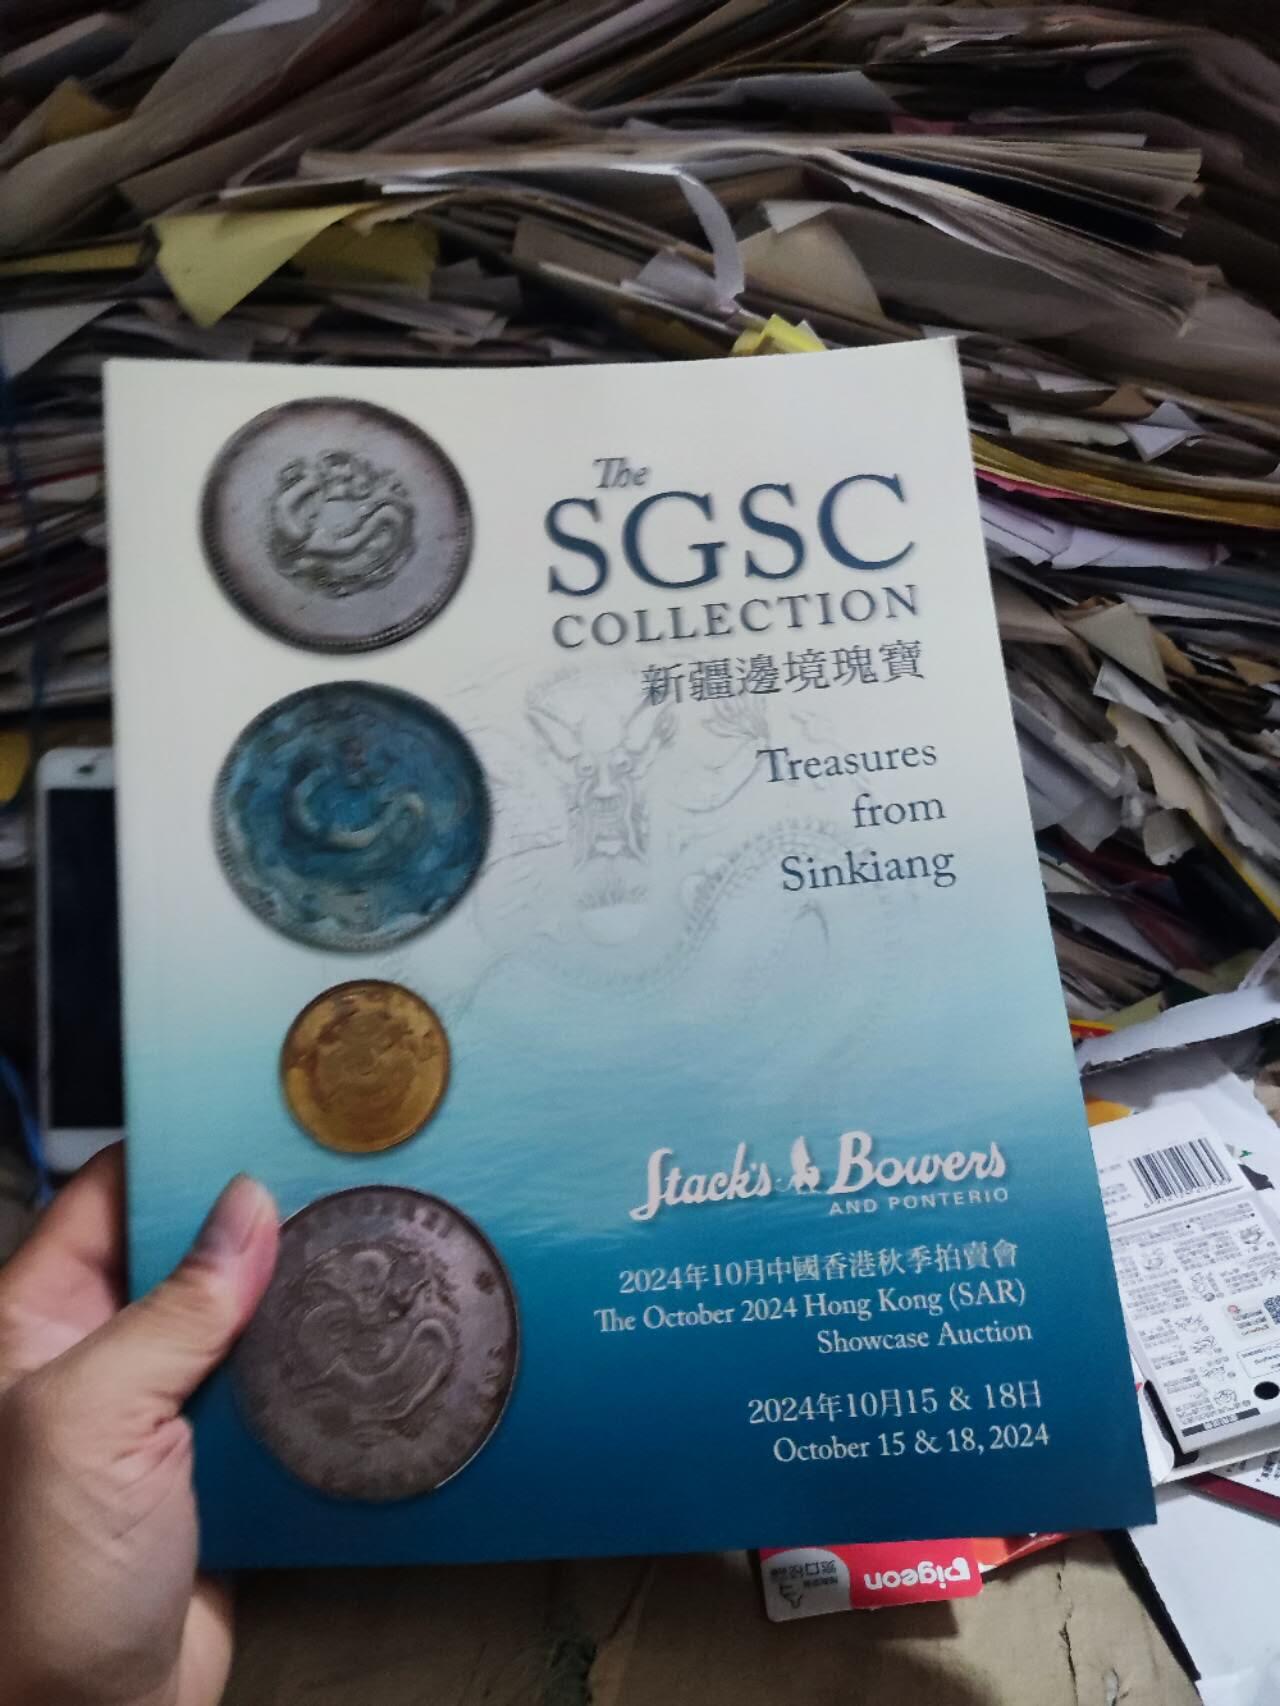 The
SGSC
COLLECTION
新疆邊境瑰寶
Treasures
from
Sinkiang
Stack's Bowers
AND PONTERIO
2024年10月中國香港秋季拍賣會
The October 2024 Hong Kong (SAR)
Showcase Auction
2024年10月15 & 18日
October 15 & 18, 2024
Pigeon